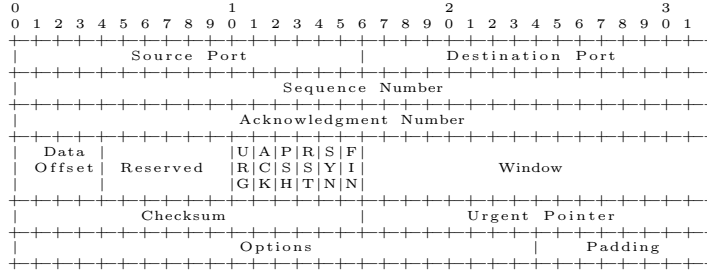 0 1 2 3
0 1 2 3 4 5 6 7 8 9 0 1 2 3 4 5 6 7 8 9 0 1 2 3 4 5 6 7 8 9 0 1
+-+-+-+-+-+-+-+-+-+-+-+-+-+-+-+-+-+-+-+-+-+-+-+-+-+-+-+-+-+-+-+-+
| Source Port | Destination Port
+-+-+-+-+-+-+-+-+-+-+-+-+-+-+-+-+-+-+-+-+-+-+-+-+-+-+-+-+-+-+-+-+
| Sequence Number
+-+-+-+-+-+-+-+-+-+-+-+-+-+-+-+-+-+-+-+-+-+-+-+-+-+-+-+-+-+-+-+-+
| Acknowledgment Number
+-+-+-+-+-+-+-+-+-+-+-+-+-+-+-+-+-+-+-+-+-+-+-+-+-+-+-+-+-+-+-+-+
| Data | |U|A|P|R|S|F|
| Offset | Reserved |R|C|S|S|Y|I| Window
| | |G|K|H|T|N|N|
+-+-+-+-+-+-+-+-+-+-+-+-+-+-+-+-+-+-+-+-+-+-+-+-+-+-+-+-+-+-+-+-+
| Checksum | Urgent Pointer
+-+-+-+-+-+-+-+-+-+-+-+-+-+-+-+-+-+-+-+-+-+-+-+-+-+-+-+-+-+-+-+-+
| Options | Padding
+-+-+-+-+-+-+-+-+-+-+-+-+-+-+-+-+-+-+-+-+-+-+-+-+-+-+-+-+-+-+-+-+